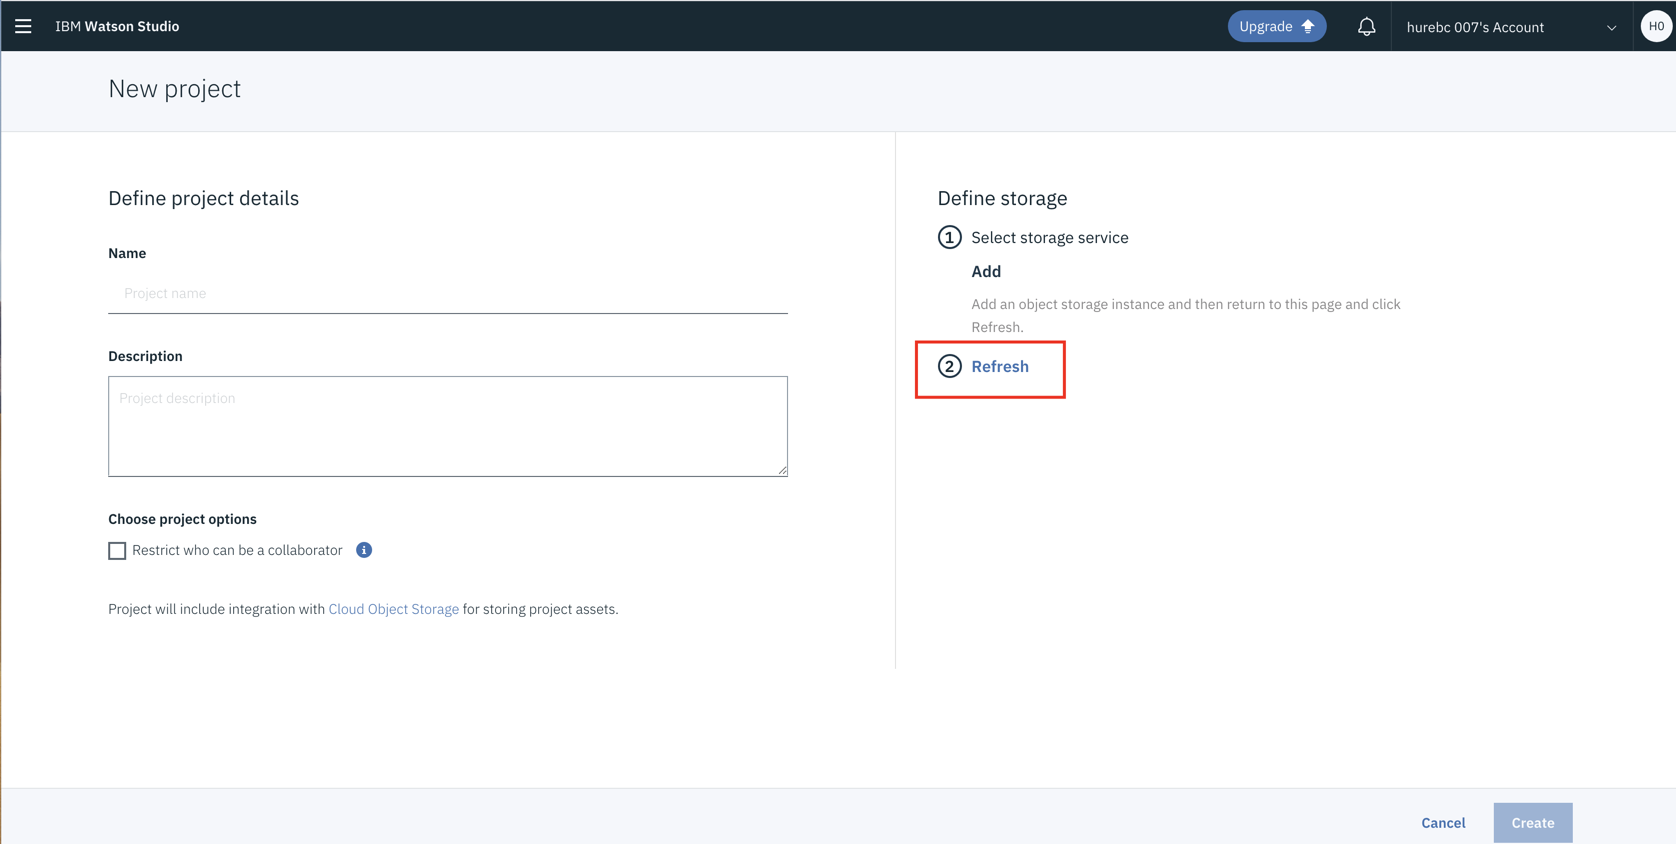 IBM Watson Studio
Upgrade
hurebc 007's Account
H0
New project
Define project details
Name
Project name
Description
Project description
Choose project options
Restrict who can be a collaborator
i
Project will include integration with Cloud Object Storage for storing project assets.
Define storage
1 Select storage service
Add
Add an object storage instance and then return to this page and click
Refresh.
2 Refresh
Cancel
Create